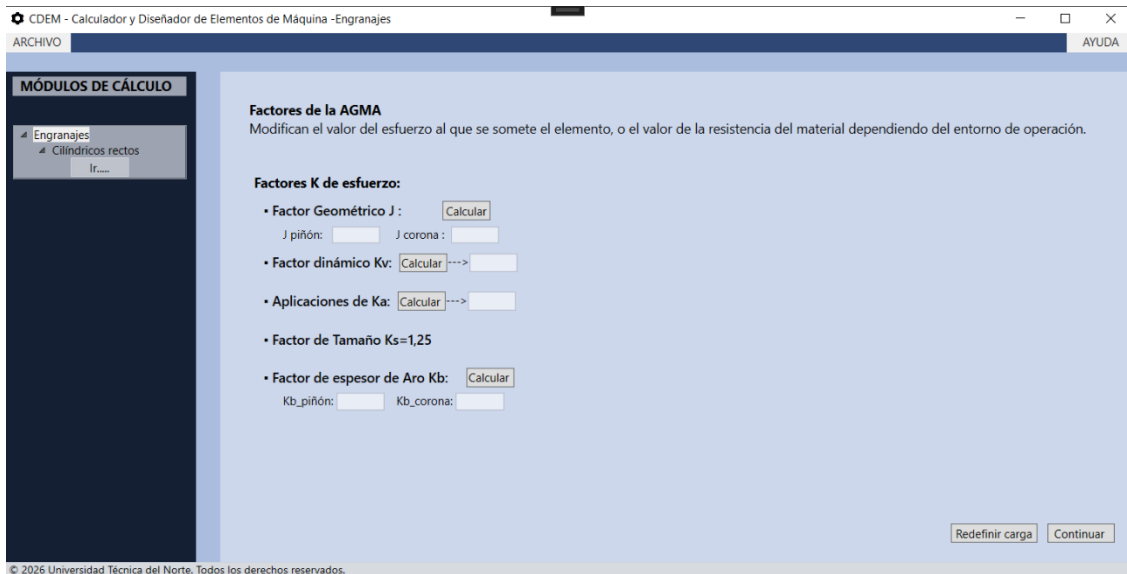 CDEM - Calculador y Diseñador de Elementos de Máquina -Engranajes
ARCHIVO
AYUDA
MÓDULOS DE CÁLCULO
Engranajes
Cilíndricos rectos
Ir.....
Factores de la AGMA
Modifican el valor del esfuerzo al que se somete el elemento, o el valor de la resistencia del material dependiendo del entorno de operación.
Factores K de esfuerzo:
▪ Factor Geométrico J : Calcular
J piñón: J corona :
▪ Factor dinámico Kv: Calcular --->
▪ Aplicaciones de Ka: Calcular --->
▪ Factor de Tamaño Ks=1,25
▪ Factor de espesor de Aro Kb: Calcular
Kb_piñón: Kb_corona:
Redefinir carga Continuar
© 2026 Universidad Técnica del Norte. Todos los derechos reservados.